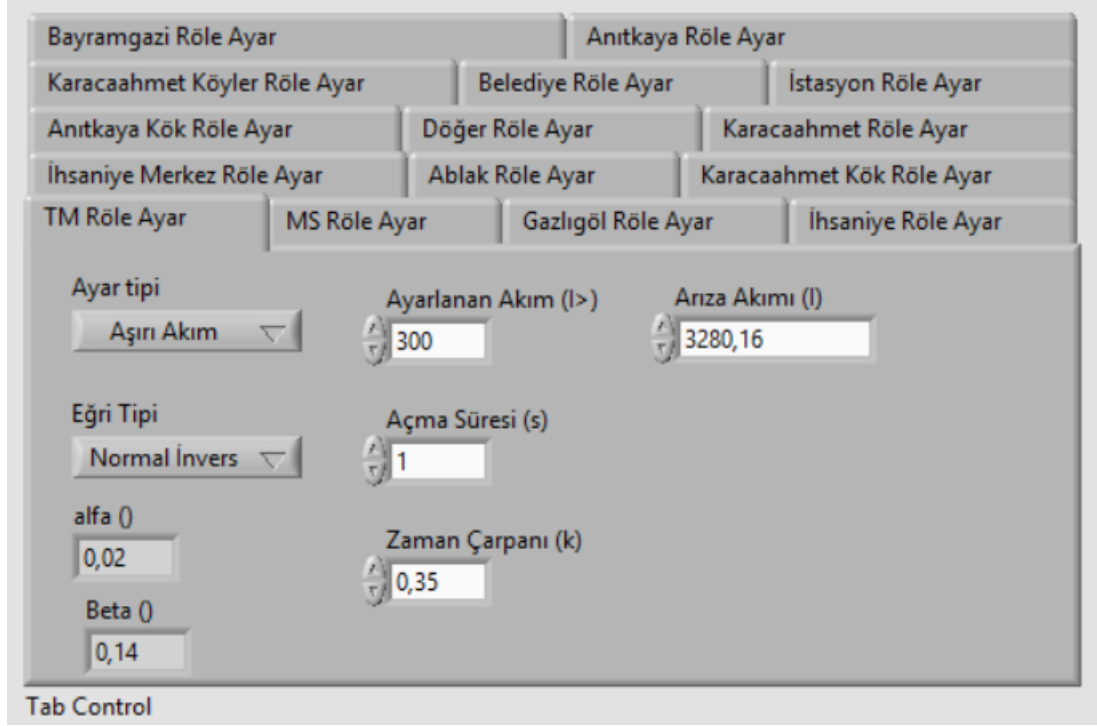 Bayramgazi Röle Ayar Anıtkaya Röle Ayar
Karacaahmet Köyler Röle Ayar Belediye Röle Ayar İstasyon Röle Ayar
Anıtkaya Kök Röle Ayar Döğer Röle Ayar Karacaahmet Röle Ayar
İhsaniye Merkez Röle Ayar Ablak Röle Ayar Karacaahmet Kök Röle Ayar
TM Röle Ayar MS Röle Ayar Gazlıgöl Röle Ayar İhsaniye Röle Ayar
Ayar tipi
Aşırı Akım
Ayarlanan Akım (I>)
300
Arıza Akımı (I)
3280,16
Eğri Tipi
Normal İnvers
Açma Süresi (s)
1
alfa ()
0,02
Zaman Çarpanı (k)
0,35
Beta ()
0,14
Tab Control